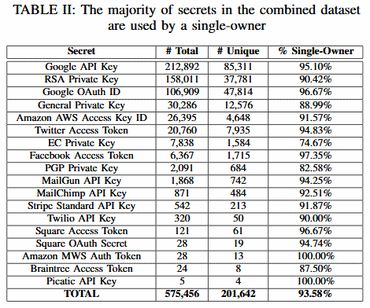 TABLE II: The majority of secrets in the combined dataset
are used by a single-owner
Secret # Total # Unique % Single-Owner
Google API Key 212,892 85,311 95.10%
RSA Private Key 158,011 37,781 90.42%
Google OAuth ID 106,909 47,814 96.67%
General Private Key 30,286 12,576 88.99%
Amazon AWS Access Key ID 26,395 4,648 91.57%
Twitter Access Token 20,760 7,935 94.83%
EC Private Key 7,838 1,584 74.67%
Facebook Access Token 6,367 1,715 97.35%
PGP Private Key 2,091 684 82.58%
MailGun API Key 1,868 742 94.25%
MailChimp API Key 871 484 92.51%
Stripe Standard API Key 542 213 91.87%
Twilio API Key 320 50 90.00%
Square Access Token 121 61 96.67%
Square OAuth Secret 28 19 94.74%
Amazon MWS Auth Token 28 13 100.00%
Braintree Access Token 24 8 87.50%
Picatic API Key 5 4 100.00%
TOTAL 575,456 201,642 93.58%